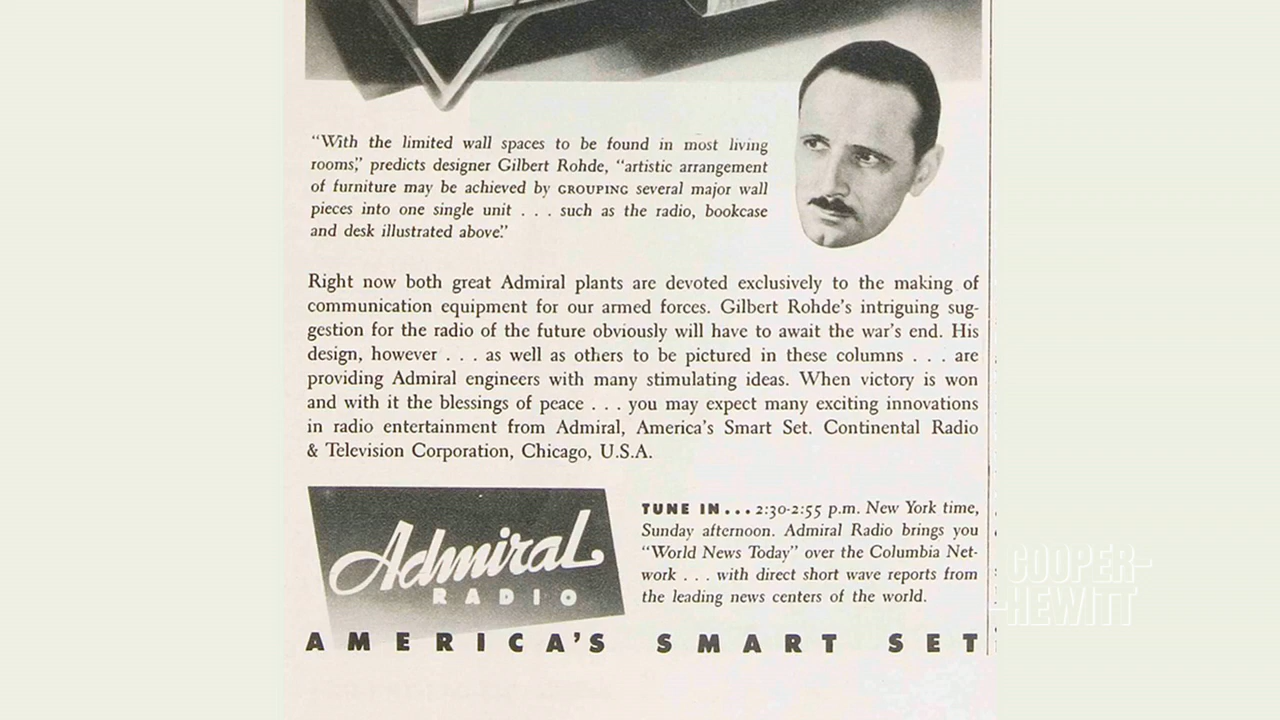 “With the limited wall spaces to be found in most living
rooms,” predicts designer Gilbert Rohde, “artistic arrangement
of furniture may be achieved by GROUPING several major wall
pieces into one single unit . . . such as the radio, bookcase
and desk illustrated above.”
Right now both great Admiral plants are devoted exclusively to the making of
communication equipment for our armed forces. Gilbert Rohde's intriguing sug-
gestion for the radio of the future obviously will have to await the war's end. His
design, however . . . as well as others to be pictured in these columns . . . are
providing Admiral engineers with many stimulating ideas. When victory is won
and with it the blessings of peace . . . you may expect many exciting innovations
in radio entertainment from Admiral, America's Smart Set. Continental Radio
& Television Corporation, Chicago, U.S.A.
Admiral
RADIO
TUNE IN... 2:30-2:55 p.m. New York time,
Sunday afternoon. Admiral Radio brings you
“World News Today” over the Columbia Net-
work . . . with direct short wave reports from
the leading news centers of the world.
AMERICA'S SMART SET
COOPER-
-HEWITT